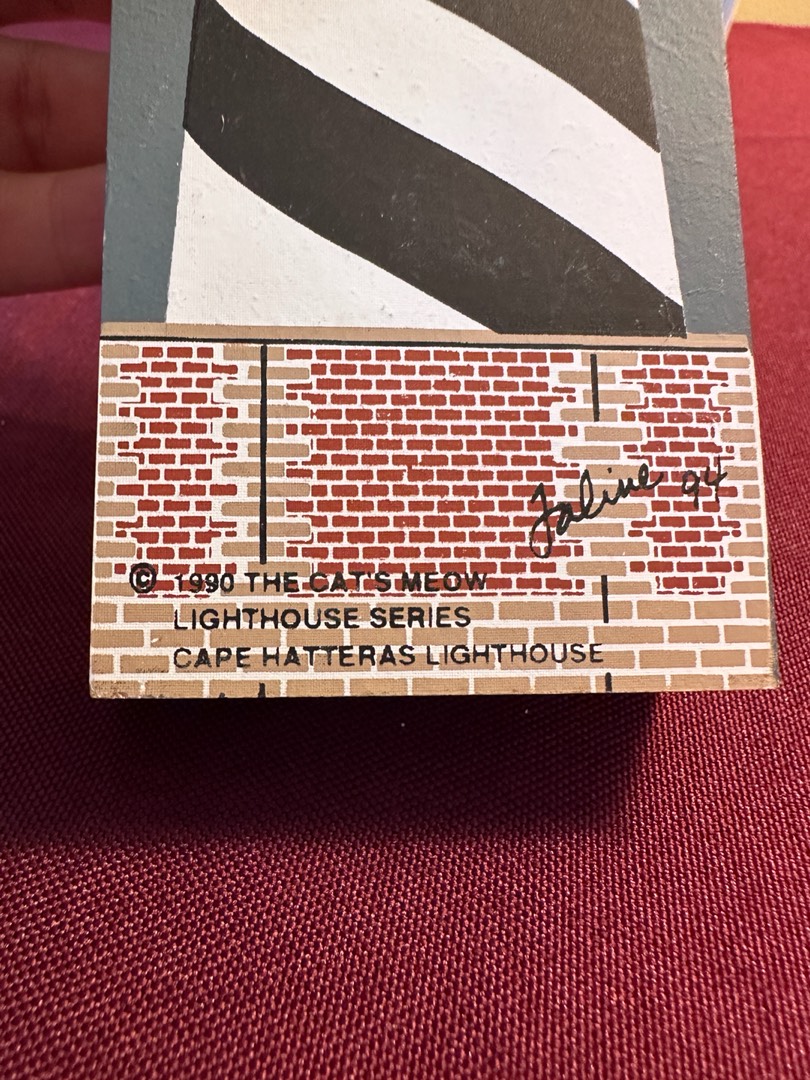 Faline 94
© 1990 THE CAT'S MEOW
LIGHTHOUSE SERIES
CAPE HATTERAS LIGHTHOUSE